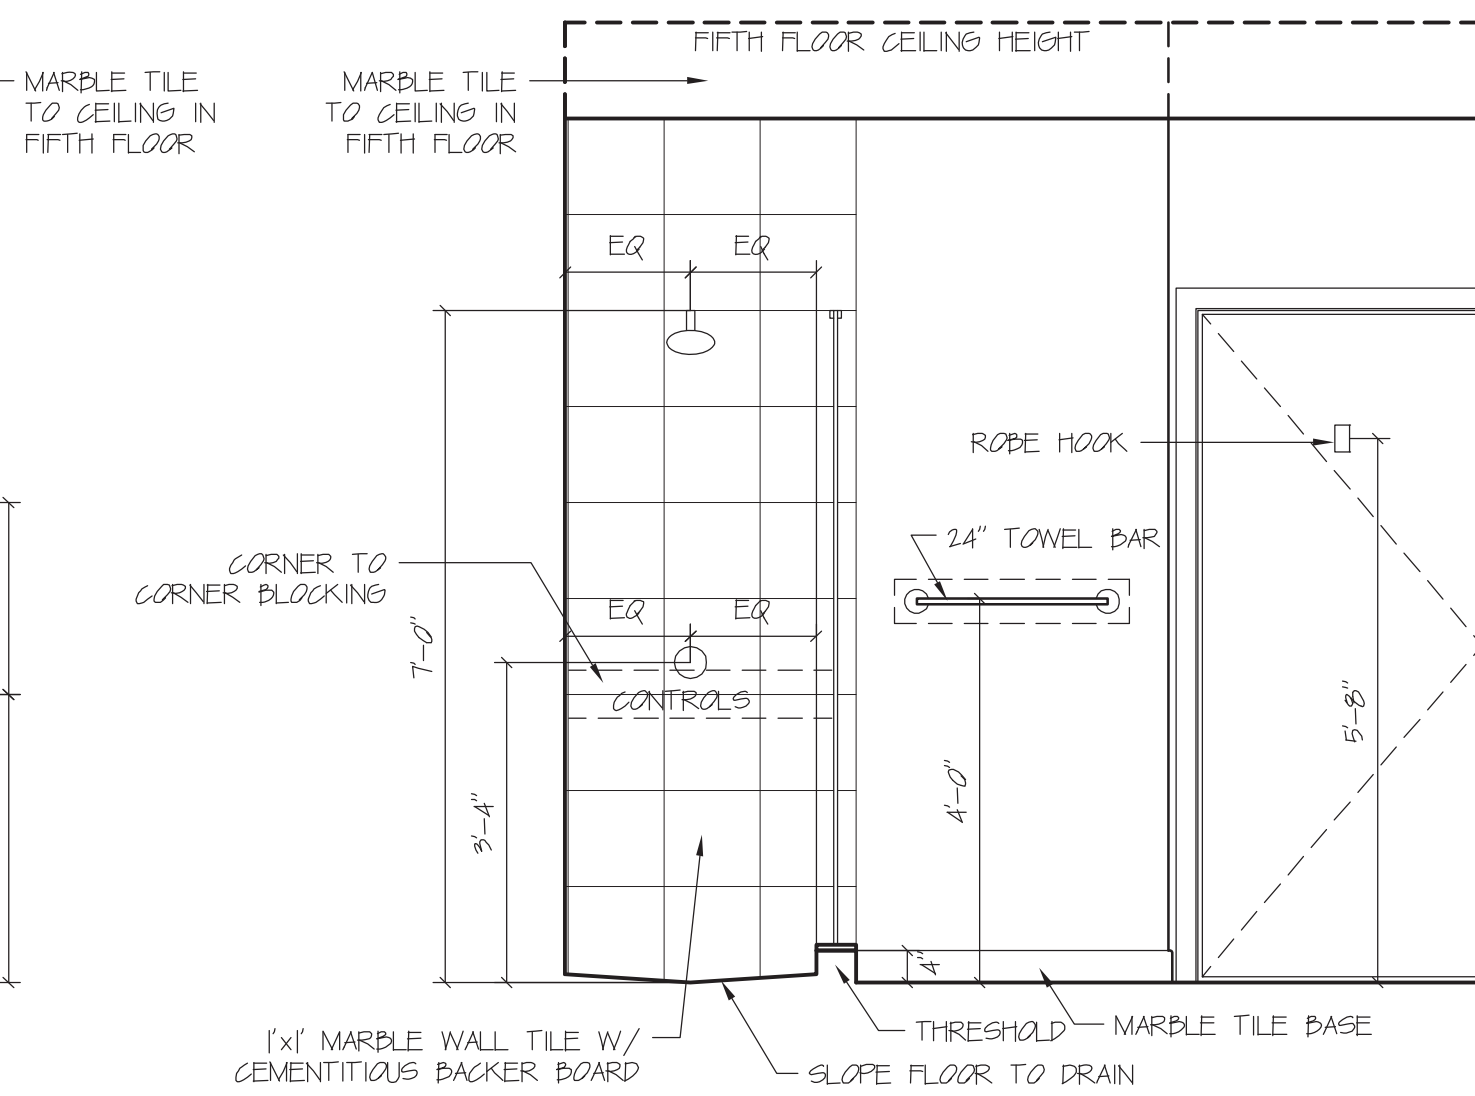 FIFTH FLOOR CEILING HEIGHT
MARBLE TILE
TO CEILING IN
FIFTH FLOOR
MARBLE TILE
TO CEILING IN
FIFTH FLOOR
EQ
EQ
ROBE HOOK
24" TOWEL BAR
CORNER TO
CORNER BLOCKING
EQ
EQ
7'-0"
CONTROLS
5'-8"
4'-0"
3'-4"
4"
1'x1' MARBLE WALL TILE W/
CEMENTITIOUS BACKER BOARD
THRESHOLD
MARBLE TILE BASE
SLOPE FLOOR TO DRAIN